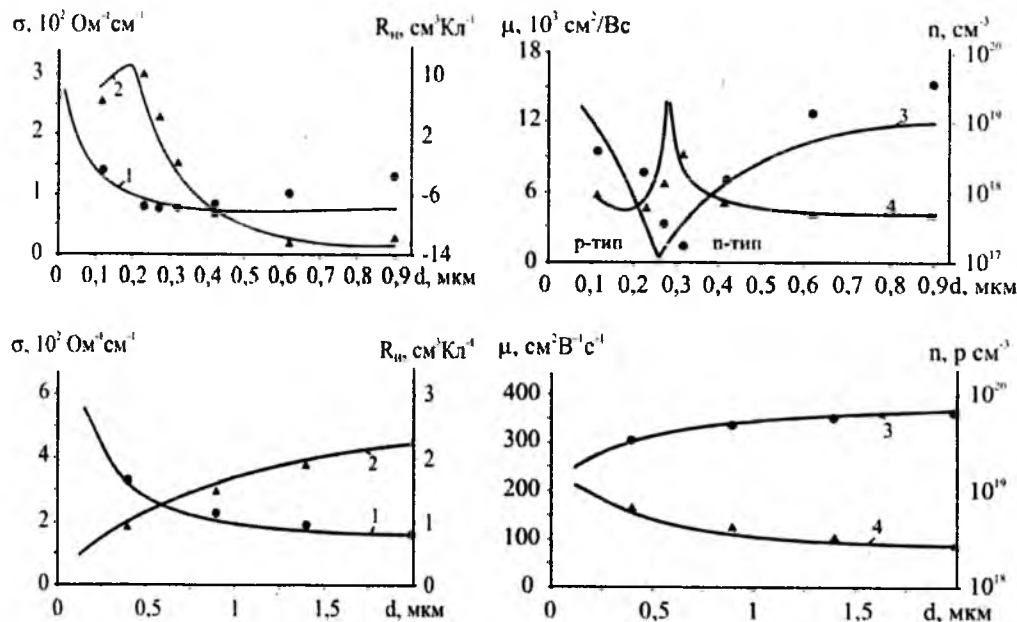 σ, 10² Ом⁻¹см⁻¹
Rн, см³Кл⁻¹
3
2
1
0
10
2
-6
-14
2
1
0 0,1 0,2 0,3 0,4 0,5 0,6 0,7 0,8 0,9 d, мкм
μ, 10³ см²/Вс
n, см⁻³
18
12
6
0
10²⁰
10¹⁹
10¹⁸
10¹⁷
3
4
p-тип
n-тип
0 0,1 0,2 0,3 0,4 0,5 0,6 0,7 0,8 0,9d, мкм
σ, 10² Ом⁻¹см⁻¹
Rн, см³Кл⁻¹
6
4
2
0
3
2
1
0
2
1
0 0,5 1 1,5 d, мкм
μ, см²В⁻¹с⁻¹
n, p см⁻³
400
350
200
150
100
0
10²⁰
10¹⁹
10¹⁸
3
4
0 0,5 1 1,5 d, мкм